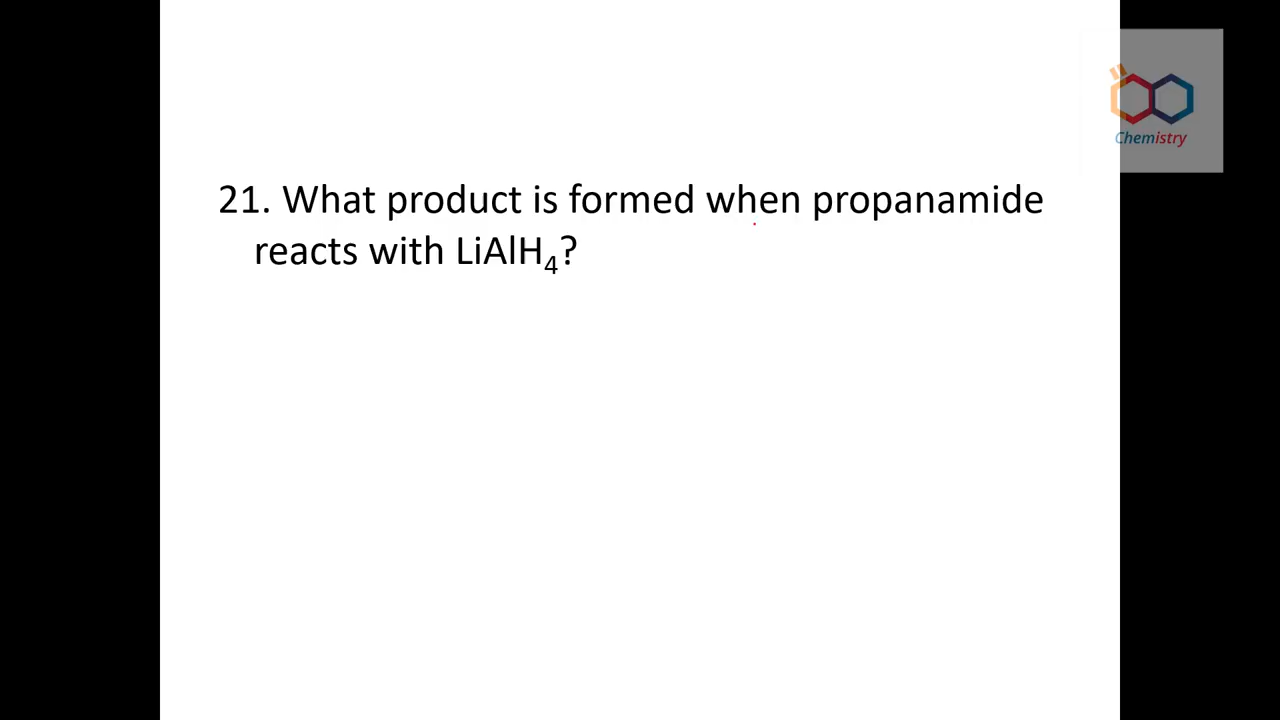 Chemistry
21. What product is formed when propanamide
reacts with LiAlH₄?